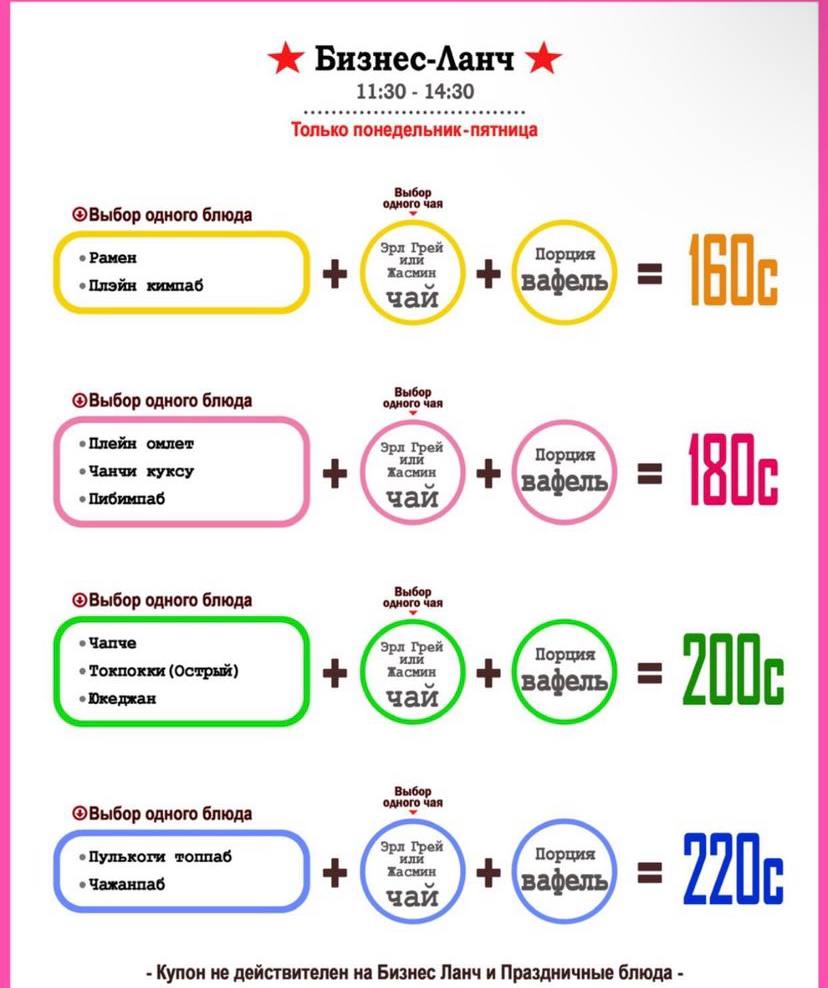 ★ Бизнес-Ланч ★
11:30 - 14:30
Только понедельник-пятница
Выбор одного блюда
• Рамен
• Плэйн кимпаб
+
Выбор
одного чая
Эрл Грей
или
Жасмин
чай
+
Порция
вафель
= 160с
Выбор одного блюда
• Плейн омлет
• Чанчи куксу
• Пибимпаб
+
Выбор
одного чая
Эрл Грей
или
Жасмин
чай
+
Порция
вафель
= 180с
Выбор одного блюда
• Чапче
• Токпокки(Острый)
• Юкеджан
+
Выбор
одного чая
Эрл Грей
или
Жасмин
чай
+
Порция
вафель
= 200с
Выбор одного блюда
• Пулькоги топпаб
• Чажанпаб
+
Выбор
одного чая
Эрл Грей
или
Жасмин
чай
+
Порция
вафель
= 220с
- Купон не действителен на Бизнес Ланч и Праздничные блюда -